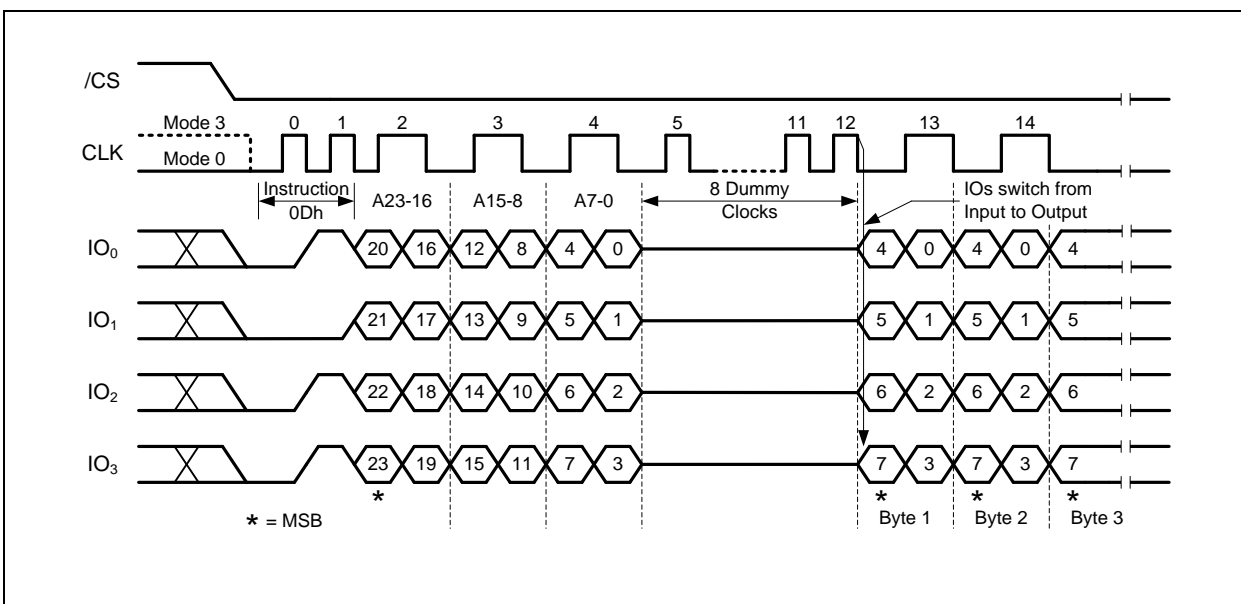 /CS
Mode 3
0 1 2 3 4 5 11 12 13 14
CLK
Mode 0
Instruction
0Dh
A23-16 A15-8 A7-0
8 Dummy
Clocks
IOs switch from
Input to Output
IO0 20 16 12 8 4 0 4 0 4 0 4
IO1 21 17 13 9 5 1 5 1 5 1 5
IO2 22 18 14 10 6 2 6 2 6 2 6
IO3 23 19 15 11 7 3 7 3 7 3 7
* * * *
* = MSB
Byte 1 Byte 2 Byte 3